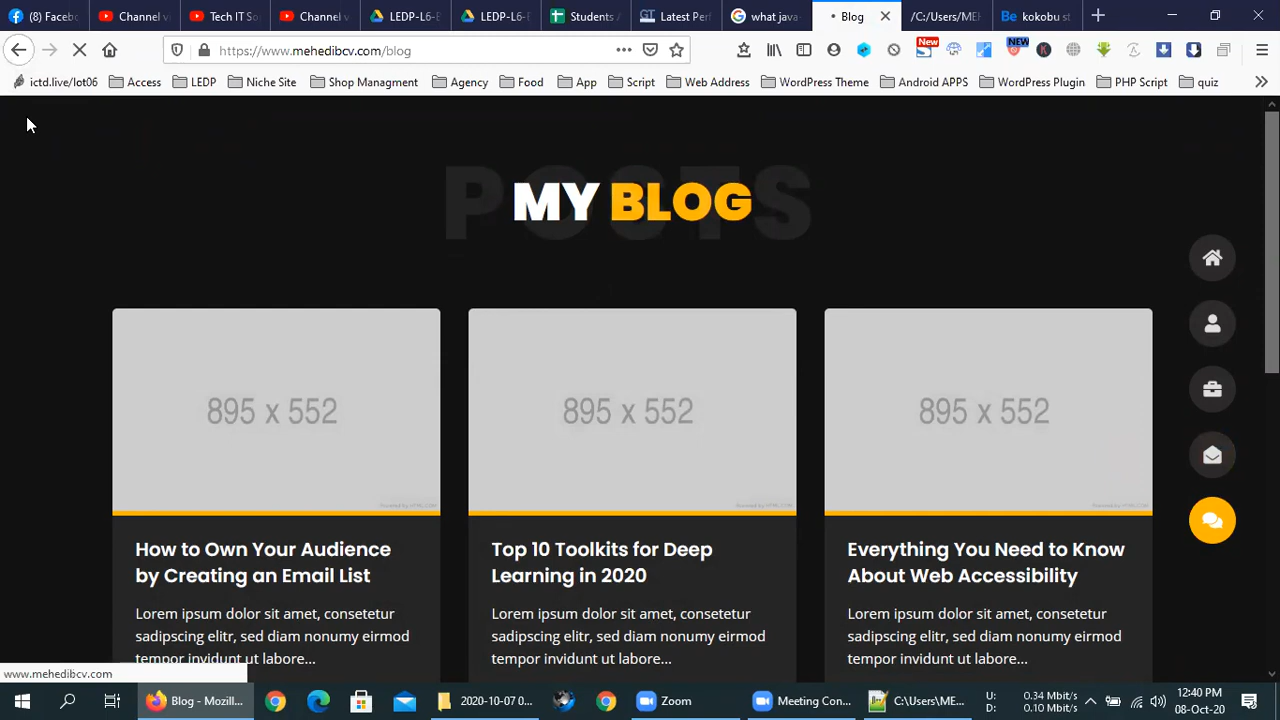 (8) Facebo
Channel v
Tech IT So
Channel v
LEDP-L6-E
LEDP-L6-E
Students A
Latest Perf
what java
Blog
/C:/Users/ME
kokobu st
https://www.mehedibcv.com/blog
New
NEW
ictd.live/lot06
Access
LEDP
Niche Site
Shop Managment
Agency
Food
App
Script
Web Address
WordPress Theme
Android APPS
WordPress Plugin
PHP Script
quiz
POSTS
MY BLOG
895 x 552
895 x 552
895 x 552
How to Own Your Audience
by Creating an Email List
Lorem ipsum dolor sit amet, consetetur
sadipscing elitr, sed diam nonumy eirmod
tempor invidunt ut labore...
Top 10 Toolkits for Deep
Learning in 2020
Lorem ipsum dolor sit amet, consetetur
sadipscing elitr, sed diam nonumy eirmod
tempor invidunt ut labore...
Everything You Need to Know
About Web Accessibility
Lorem ipsum dolor sit amet, consetetur
sadipscing elitr, sed diam nonumy eirmod
tempor invidunt ut labore...
www.mehedibcv.com
Blog - Mozill...
2020-10-07 0...
Zoom
Meeting Con...
C:\Users\ME...
U: 0.34 Mbit/s
D: 0.10 Mbit/s
12:40 PM
08-Oct-20